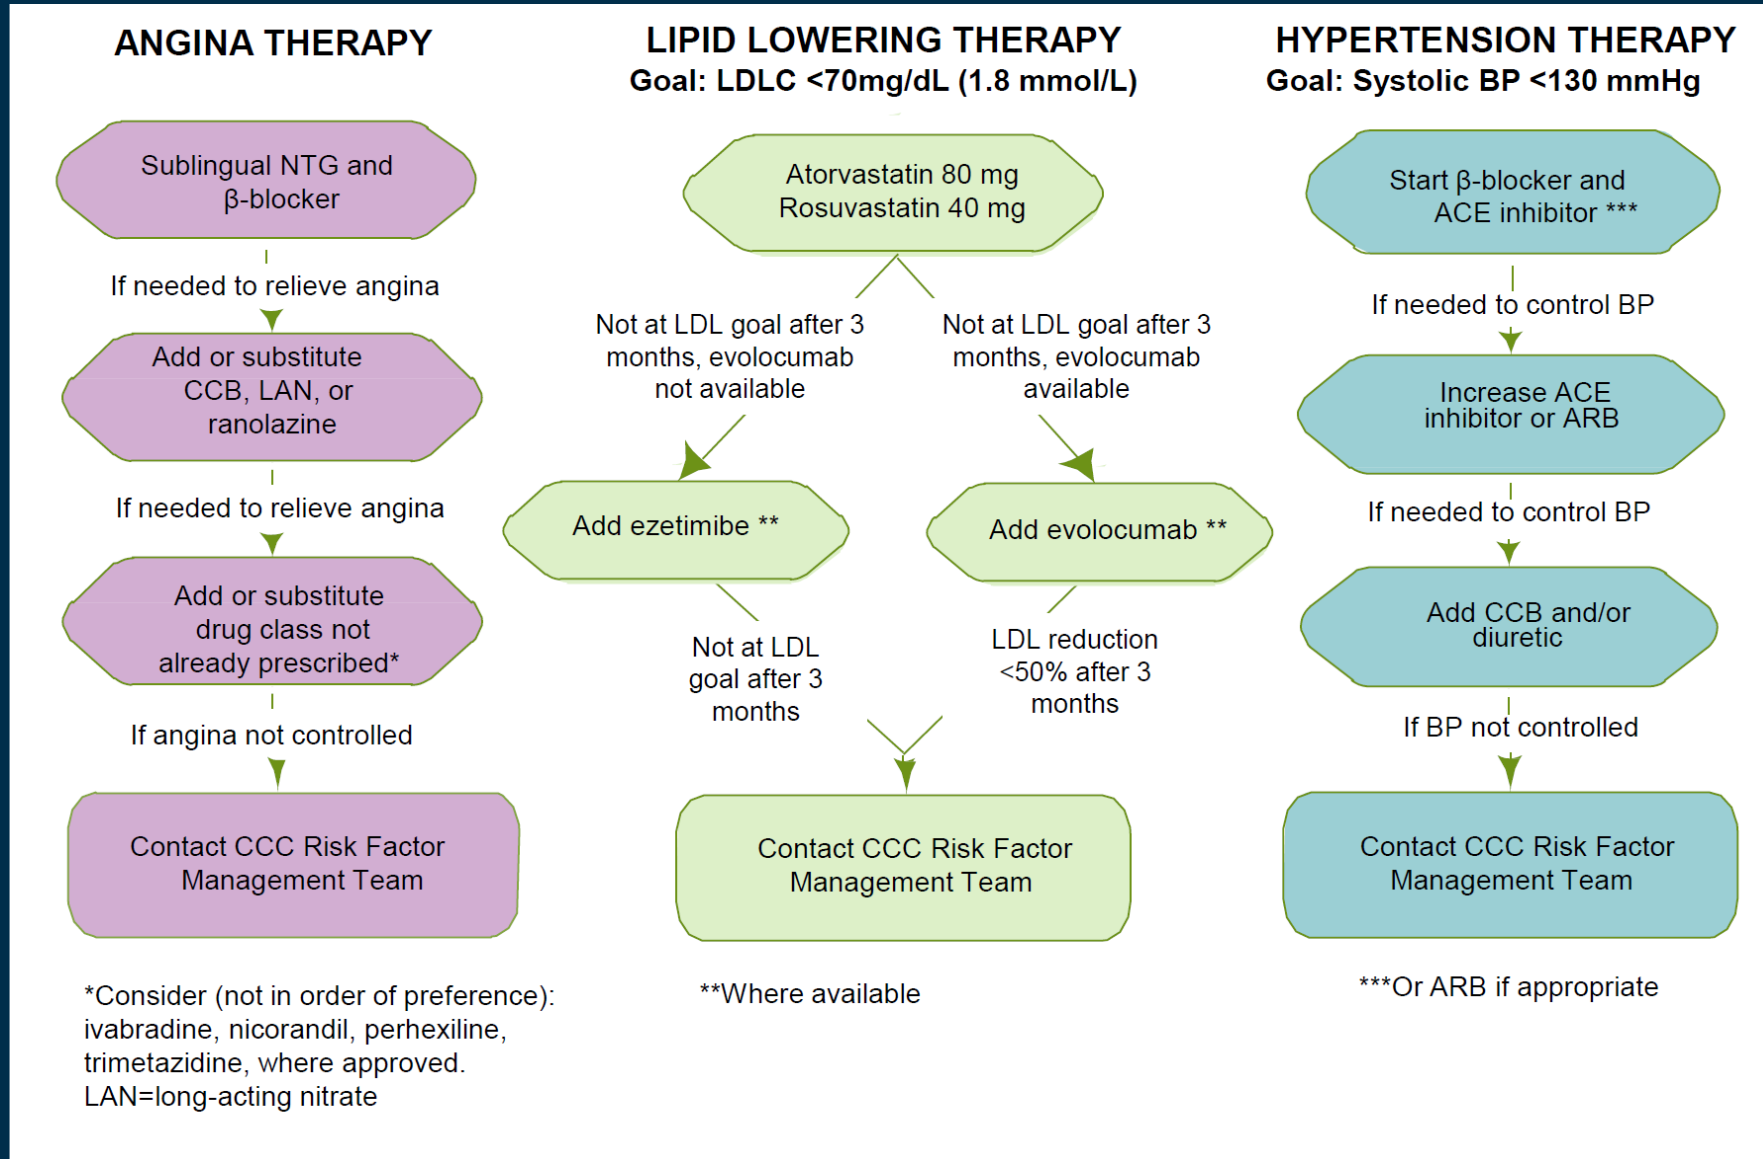 ANGINA THERAPY
Sublingual NTG and
β-blocker
If needed to relieve angina
Add or substitute
CCB, LAN, or
ranolazine
If needed to relieve angina
Add or substitute
drug class not
already prescribed*
If angina not controlled
Contact CCC Risk Factor
Management Team
*Consider (not in order of preference):
ivabradine, nicorandil, perhexiline,
trimetazidine, where approved.
LAN=long-acting nitrate
LIPID LOWERING THERAPY
Goal: LDLC <70mg/dL (1.8 mmol/L)
Atorvastatin 80 mg
Rosuvastatin 40 mg
Not at LDL goal after 3
months, evolocumab
not available
Not at LDL goal after 3
months, evolocumab
available
Add ezetimibe **
Add evolocumab **
Not at LDL
goal after 3
months
LDL reduction
<50% after 3
months
Contact CCC Risk Factor
Management Team
**Where available
HYPERTENSION THERAPY
Goal: Systolic BP <130 mmHg
Start β-blocker and
ACE inhibitor ***
If needed to control BP
Increase ACE
inhibitor or ARB
If needed to control BP
Add CCB and/or
diuretic
If BP not controlled
Contact CCC Risk Factor
Management Team
***Or ARB if appropriate